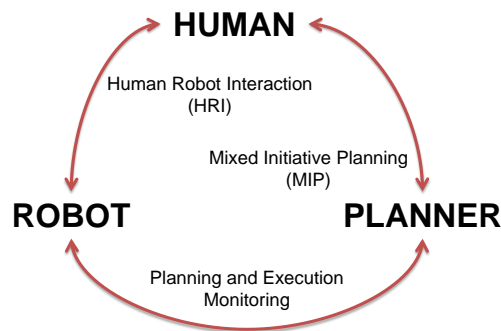 HUMAN
Human Robot Interaction
(HRI)
Mixed Initiative Planning
(MIP)
ROBOT
PLANNER
Planning and Execution
Monitoring